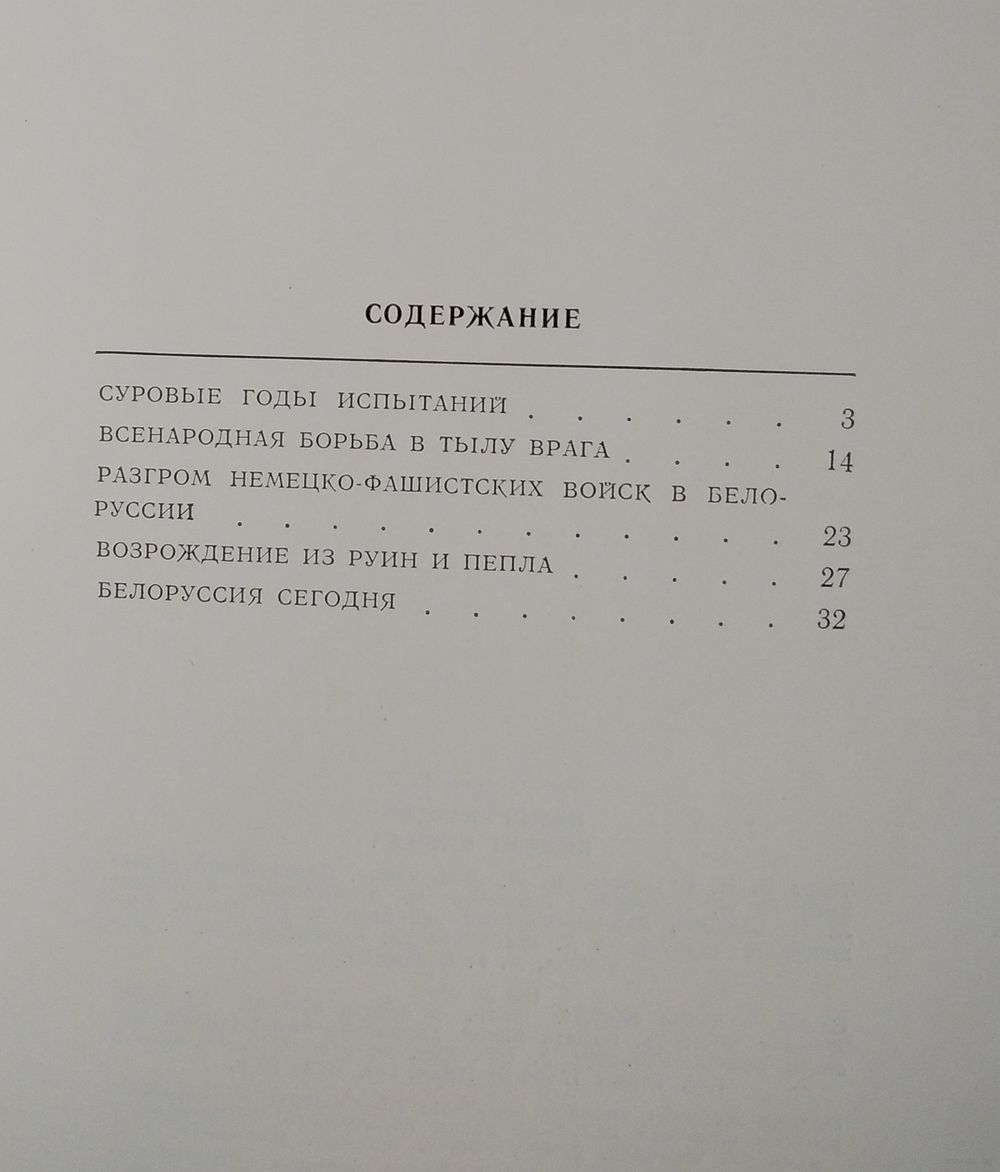 СОДЕРЖАНИЕ
СУРОВЫЕ ГОДЫ ИСПЫТАНИЙ . . . . . . 3
ВСЕНАРОДНАЯ БОРЬБА В ТЫЛУ ВРАГА . . . . 14
РАЗГРОМ НЕМЕЦКО-ФАШИСТСКИХ ВОЙСК В БЕЛО-
РУССИИ . . . . . . . . . . . . 23
ВОЗРОЖДЕНИЕ ИЗ РУИН И ПЕПЛА . . . . . 27
БЕЛОРУССИЯ СЕГОДНЯ . . . . . . . . 32